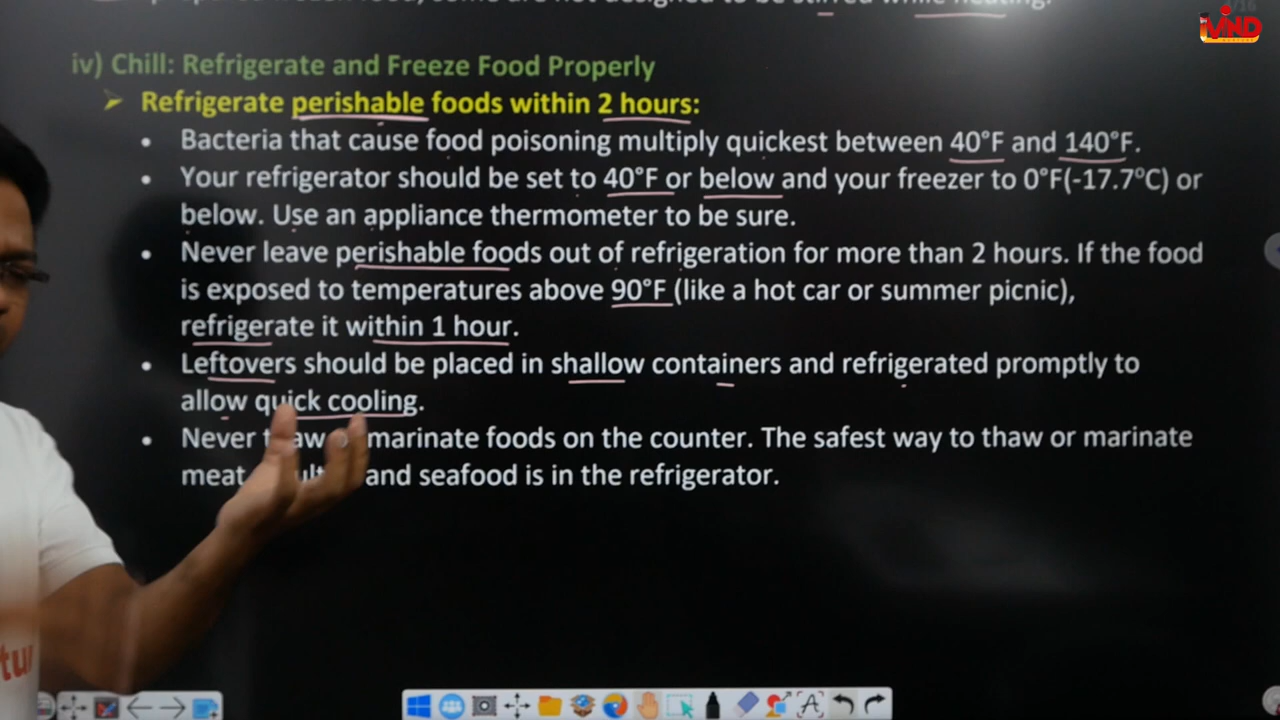 iv) Chill: Refrigerate and Freeze Food Properly
➢ Refrigerate perishable foods within 2 hours:
• Bacteria that cause food poisoning multiply quickest between 40°F and 140°F.
• Your refrigerator should be set to 40°F or below and your freezer to 0°F(-17.7°C) or
below. Use an appliance thermometer to be sure.
• Never leave perishable foods out of refrigeration for more than 2 hours. If the food
is exposed to temperatures above 90°F (like a hot car or summer picnic),
refrigerate it within 1 hour.
• Leftovers should be placed in shallow containers and refrigerated promptly to
allow quick cooling.
• Never marinate foods on the counter. The safest way to thaw or marinate
meat and seafood is in the refrigerator.